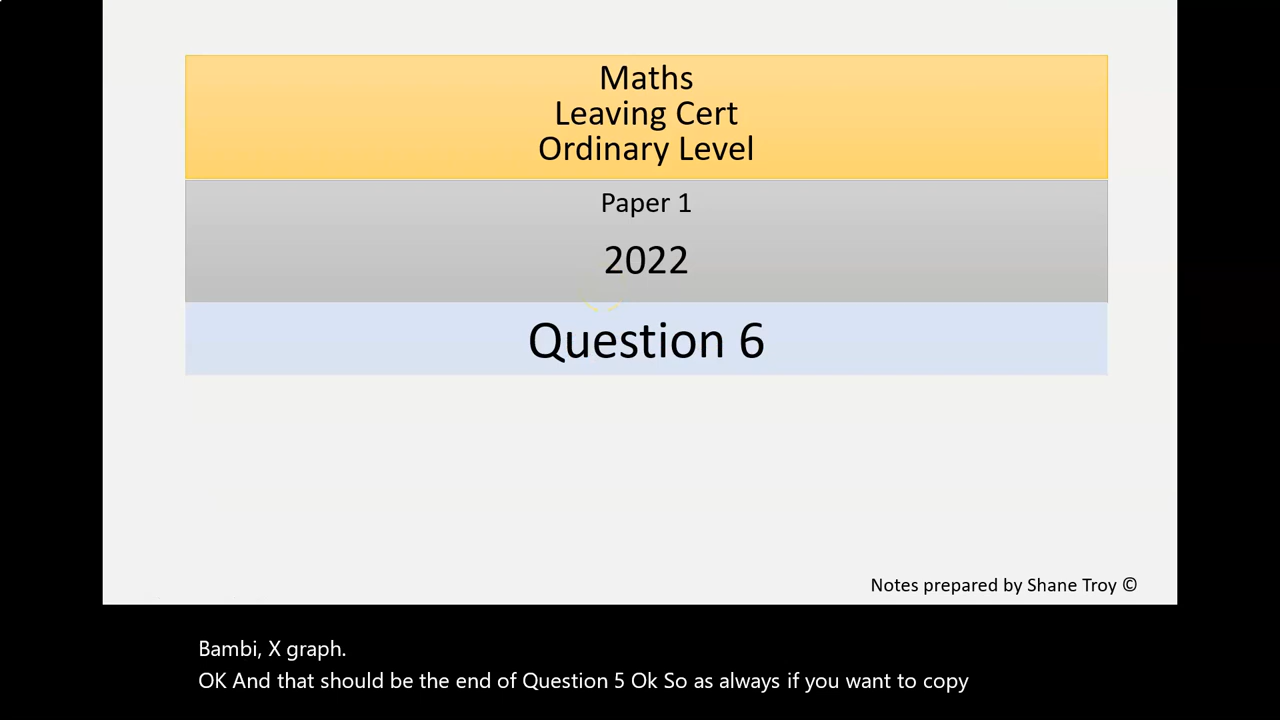 Maths
Leaving Cert
Ordinary Level
Paper 1
2022
Question 6
Notes prepared by Shane Troy ©
Bambi, X graph.
OK And that should be the end of Question 5 Ok So as always if you want to copy